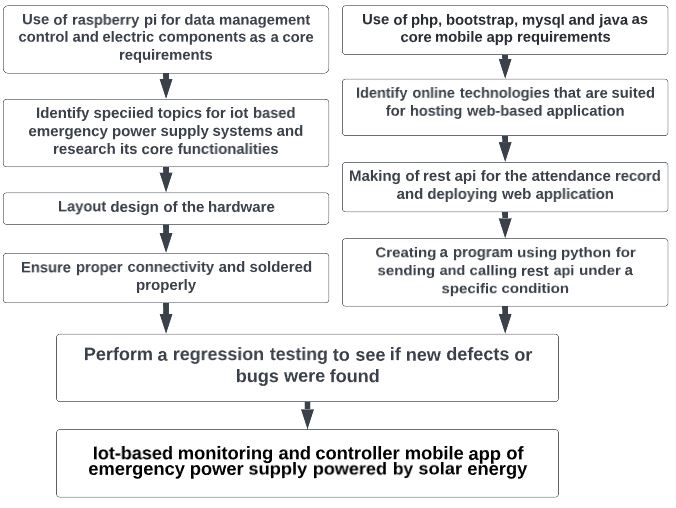 Use of raspberry pi for data management
control and electric components as a core
requirements
Identify speciied topics for iot based
emergency power supply systems and
research its core functionalities
Layout design of the hardware
Ensure proper connectivity and soldered
properly
Use of php, bootstrap, mysql and java as
core mobile app requirements
Identify online technologies that are suited
for hosting web-based application
Making of rest api for the attendance record
and deploying web application
Creating a program using python for
sending and calling rest api under a
specific condition
Perform a regression testing to see if new defects or
bugs were found
Iot-based monitoring and controller mobile app of
emergency power supply powered by solar energy